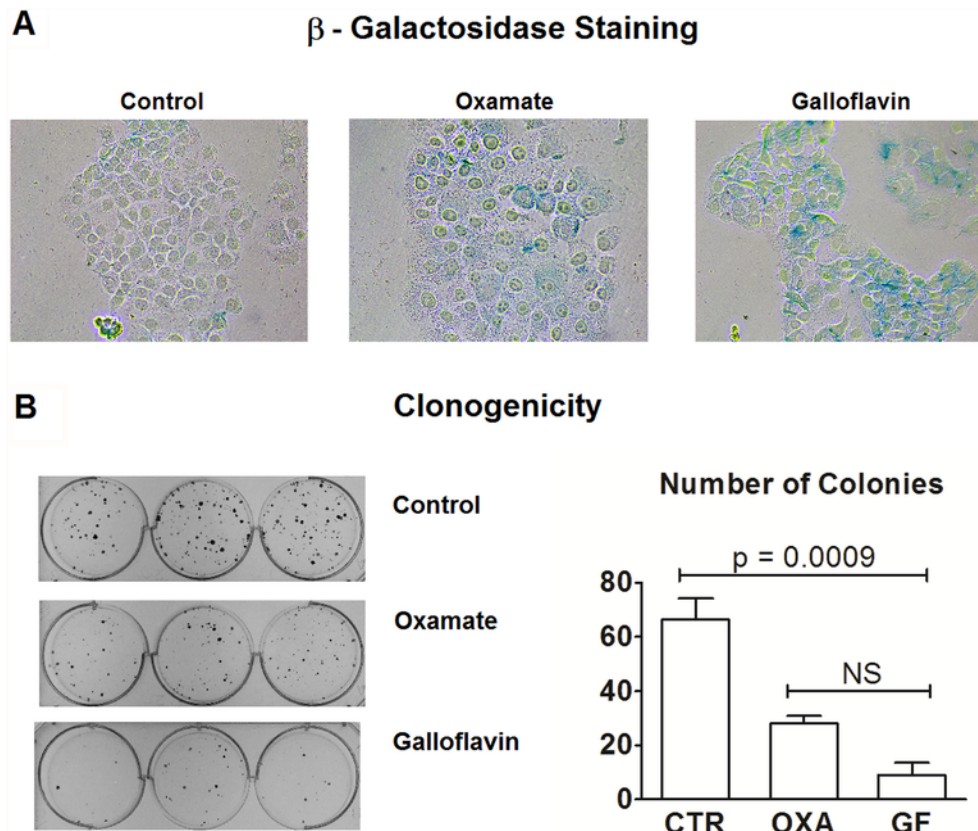 A
β - Galactosidase Staining
Control
Oxamate
Galloflavin
B
Clonogenicity
Control
Oxamate
Galloflavin
Number of Colonies
p = 0.0009
NS
80
60
40
20
0
CTR
OXA
GF